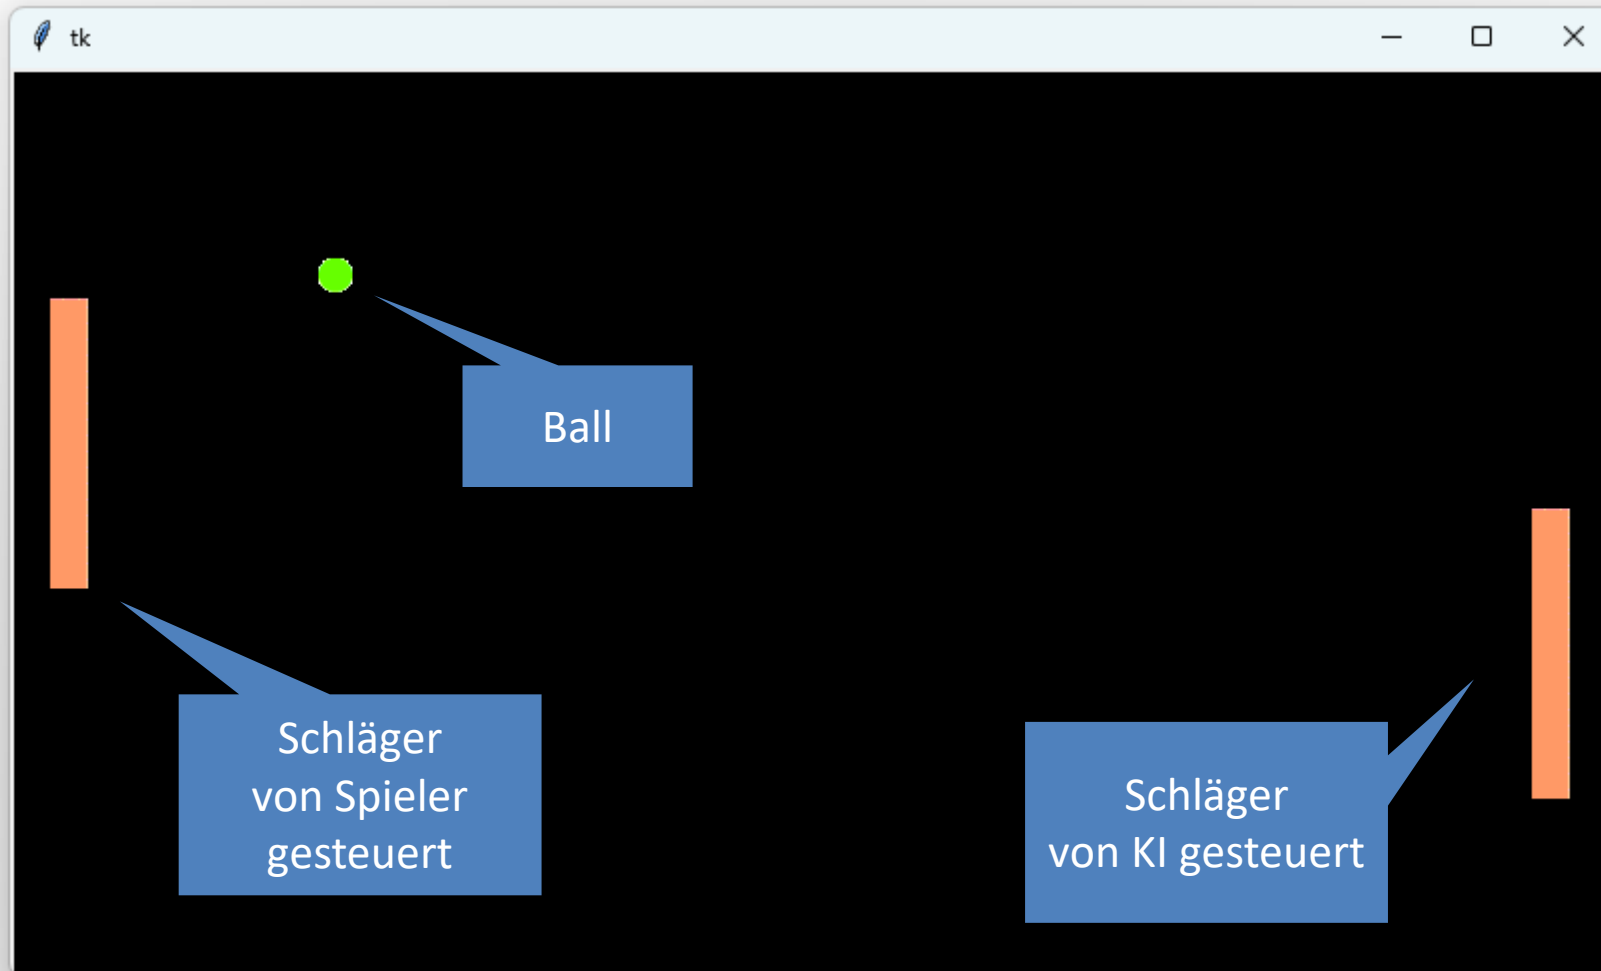 tk
Ball
Schläger
von Spieler
gesteuert
Schläger
von KI gesteuert